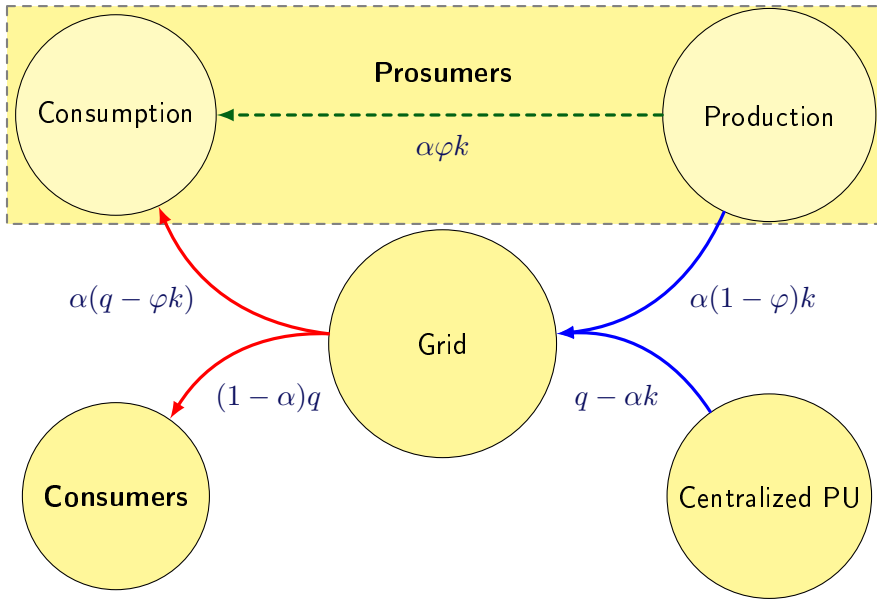 Prosumers
Consumption
Production
αφk
α(q − φk)
α(1 − φ)k
Grid
(1 − α)q
q − αk
Consumers
Centralized PU